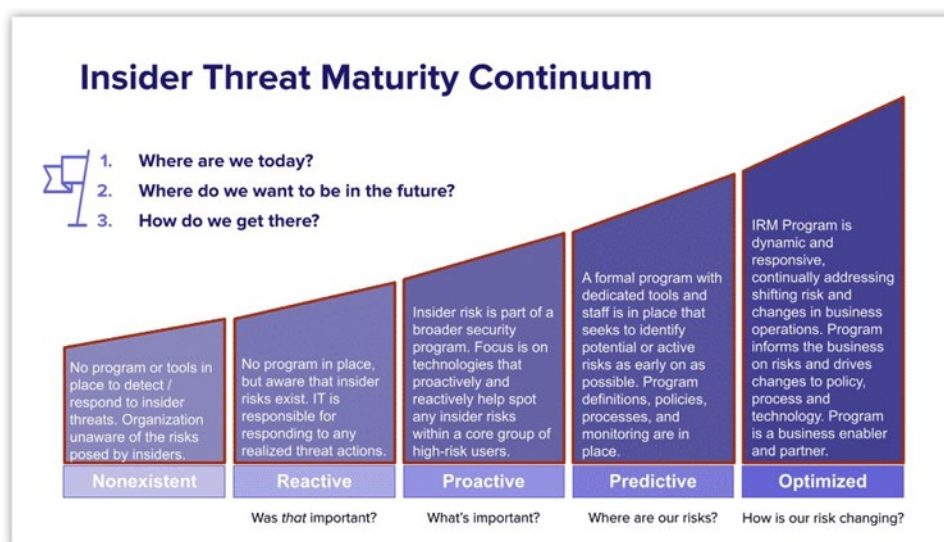 Insider Threat Maturity Continuum
1. Where are we today?
2. Where do we want to be in the future?
3. How do we get there?
No program or tools in
place to detect /
respond to insider
threats. Organization
unaware of the risks
posed by insiders.
Nonexistent
No program in place,
but aware that insider
risks exist. IT is
responsible for
responding to any
realized threat actions.
Reactive
Was that important?
Insider risk is part of a
broader security
program. Focus is on
technologies that
proactively and
reactively help spot
any insider risks
within a core group of
high-risk users.
Proactive
What's important?
A formal program with
dedicated tools and
staff is in place that
seeks to identify
potential or active
risks as early on as
possible. Program
definitions, policies,
processes, and
monitoring are in
place.
Predictive
Where are our risks?
IRM Program is
dynamic and
responsive,
continually addressing
shifting risk and
changes in business
operations. Program
informs the business
on risks and drives
changes to policy,
process and
technology. Program
is a business enabler
and partner.
Optimized
How is our risk changing?